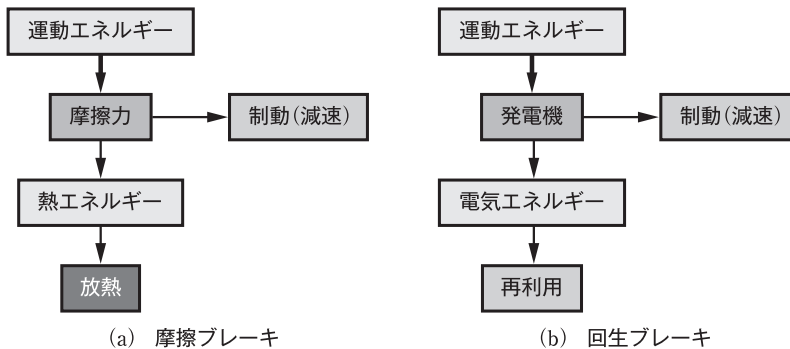 運動エネルギー
摩擦力
制動(減速)
熱エネルギー
放熱
(a) 摩擦ブレーキ
運動エネルギー
発電機
制動(減速)
電気エネルギー
再利用
(b) 回生ブレーキ